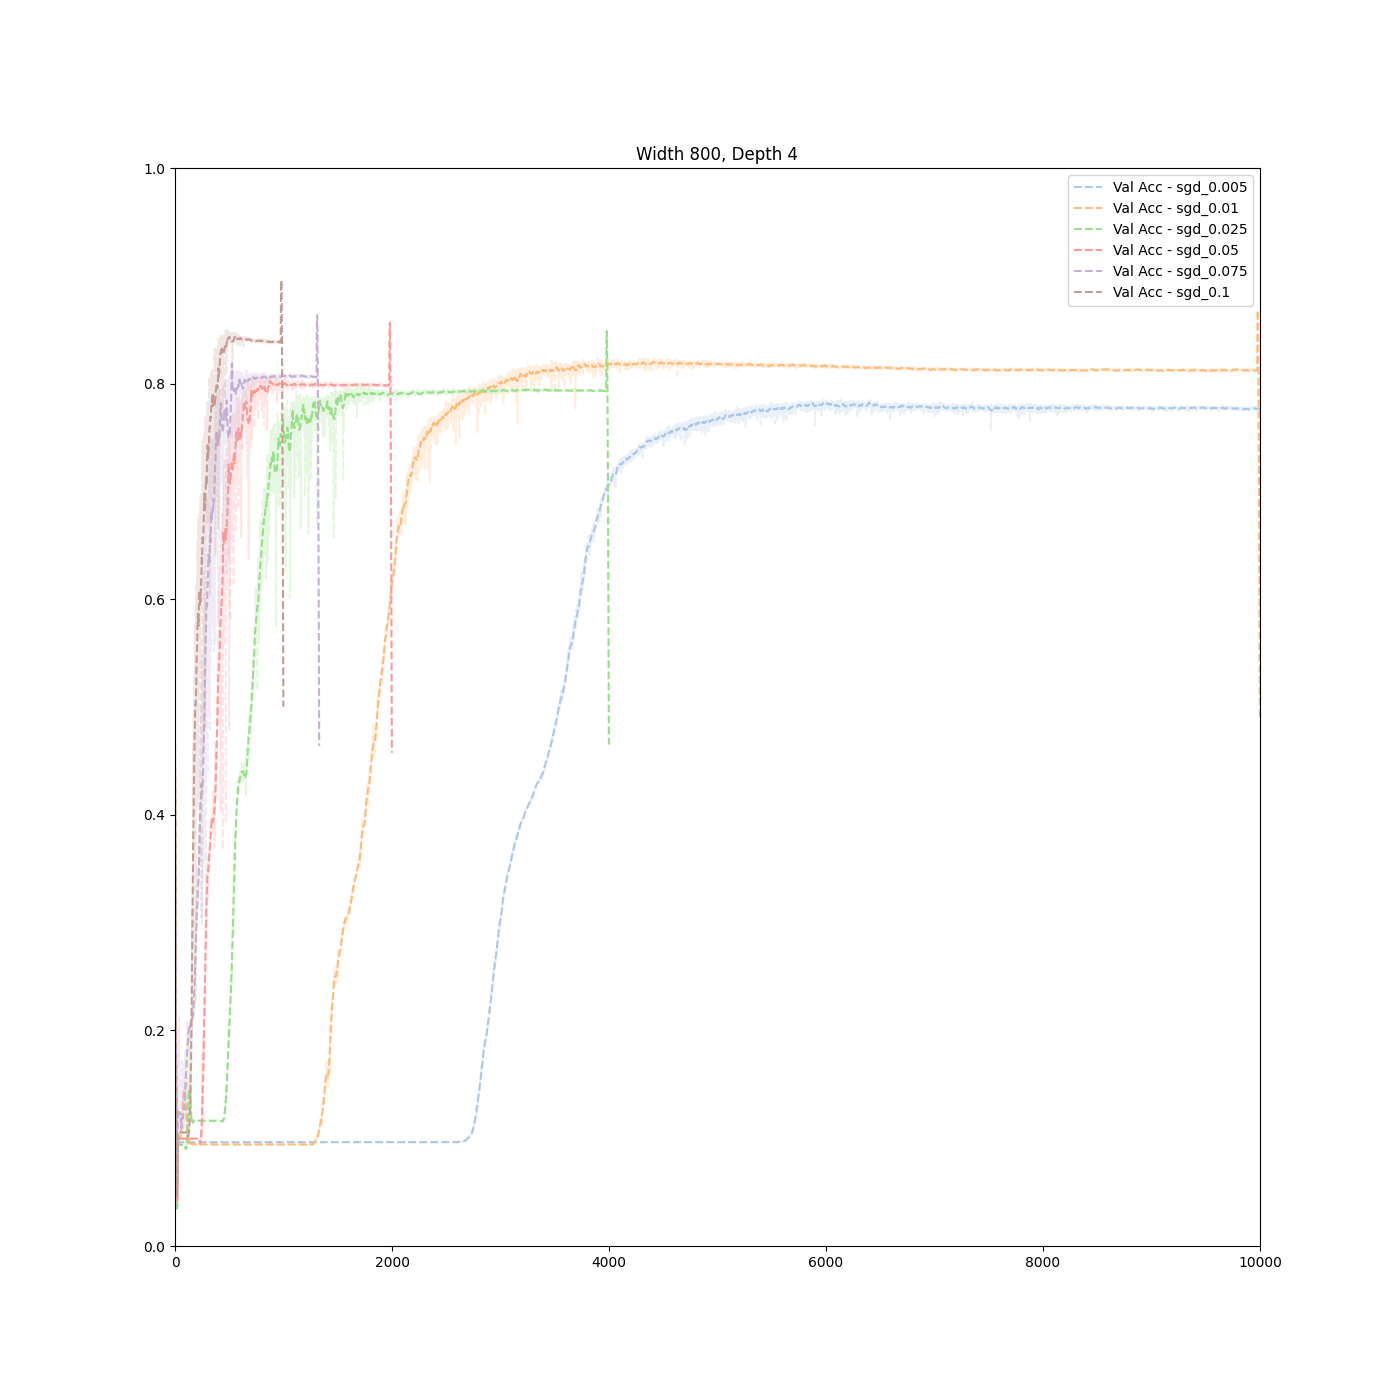 Width 800, Depth 4
1.0
0.8
0.6
0.4
0.2
0.0
0 2000 4000 6000 8000 10000
Val Acc - sgd_0.005
Val Acc - sgd_0.01
Val Acc - sgd_0.025
Val Acc - sgd_0.05
Val Acc - sgd_0.075
Val Acc - sgd_0.1